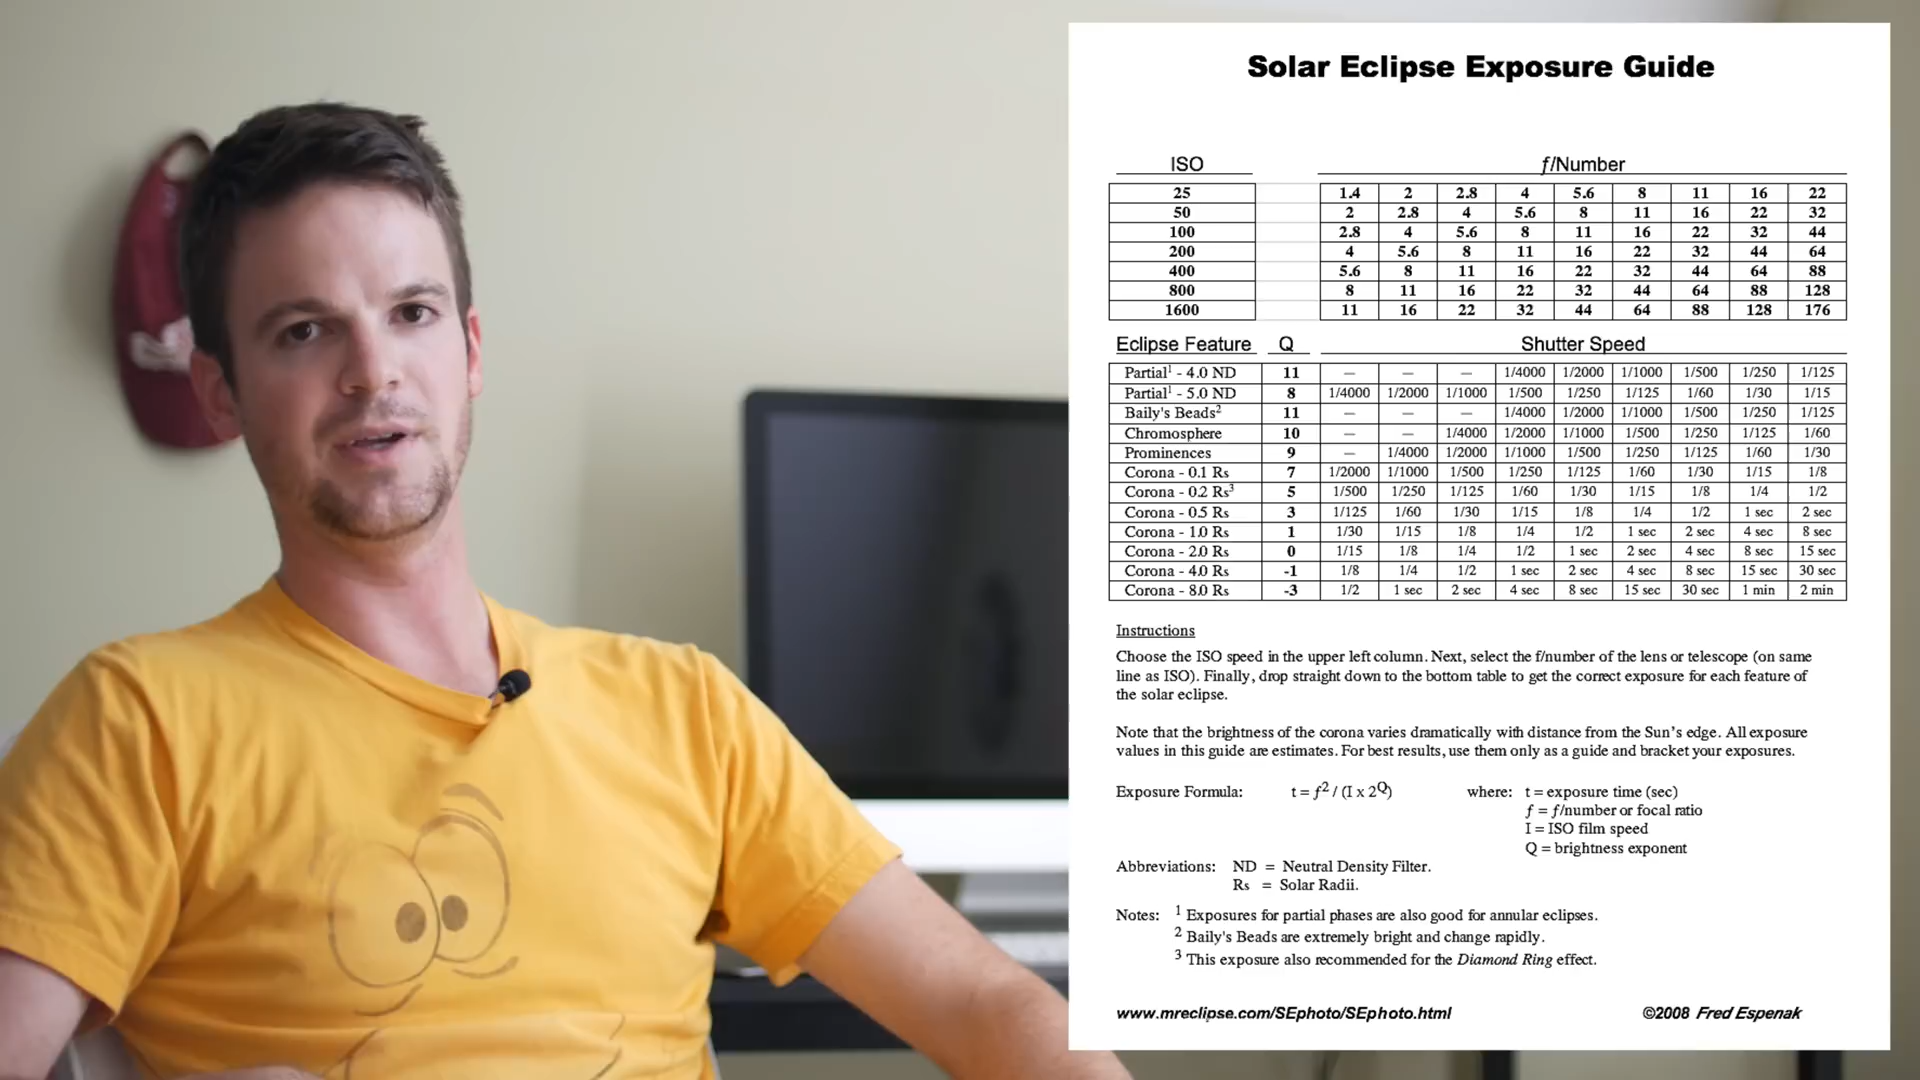 Solar Eclipse Exposure Guide
ISO f/Number
25 1.4 2 2.8 4 5.6 8 11 16 22
50 2 2.8 4 5.6 8 11 16 22 32
100 2.8 4 5.6 8 11 16 22 32 44
200 4 5.6 8 11 16 22 32 44 64
400 5.6 8 11 16 22 32 44 64 88
800 8 11 16 22 32 44 64 88 128
1600 11 16 22 32 44 64 88 128 176
Eclipse Feature Q Shutter Speed
Partial¹ - 4.0 ND 11 — — — 1/4000 1/2000 1/1000 1/500 1/250 1/125
Partial¹ - 5.0 ND 8 1/4000 1/2000 1/1000 1/500 1/250 1/125 1/60 1/30 1/15
Baily's Beads² 11 — — — 1/4000 1/2000 1/1000 1/500 1/250 1/125
Chromosphere 10 — — 1/4000 1/2000 1/1000 1/500 1/250 1/125 1/60
Prominences 9 — 1/4000 1/2000 1/1000 1/500 1/250 1/125 1/60 1/30
Corona - 0.1 Rs 7 1/2000 1/1000 1/500 1/250 1/125 1/60 1/30 1/15 1/8
Corona - 0.2 Rs³ 5 1/500 1/250 1/125 1/60 1/30 1/15 1/8 1/4 1/2
Corona - 0.5 Rs 3 1/125 1/60 1/30 1/15 1/8 1/4 1/2 1 sec 2 sec
Corona - 1.0 Rs 1 1/30 1/15 1/8 1/4 1/2 1 sec 2 sec 4 sec 8 sec
Corona - 2.0 Rs 0 1/15 1/8 1/4 1/2 1 sec 2 sec 4 sec 8 sec 15 sec
Corona - 4.0 Rs -1 1/8 1/4 1/2 1 sec 2 sec 4 sec 8 sec 15 sec 30 sec
Corona - 8.0 Rs -3 1/2 1 sec 2 sec 4 sec 8 sec 15 sec 30 sec 1 min 2 min
Instructions
Choose the ISO speed in the upper left column. Next, select the f/number of the lens or telescope (on same
line as ISO). Finally, drop straight down to the bottom table to get the correct exposure for each feature of
the solar eclipse.
Note that the brightness of the corona varies dramatically with distance from the Sun's edge. All exposure
values in this guide are estimates. For best results, use them only as a guide and bracket your exposures.
Exposure Formula: t = f² / (I x 2^Q) where: t = exposure time (sec)
f = f/number or focal ratio
I = ISO film speed
Q = brightness exponent
Abbreviations: ND = Neutral Density Filter.
Rs = Solar Radii.
Notes: ¹ Exposures for partial phases are also good for annular eclipses.
² Baily's Beads are extremely bright and change rapidly.
³ This exposure also recommended for the Diamond Ring effect.
www.mreclipse.com/SEphoto/SEphoto.html ©2008 Fred Espenak